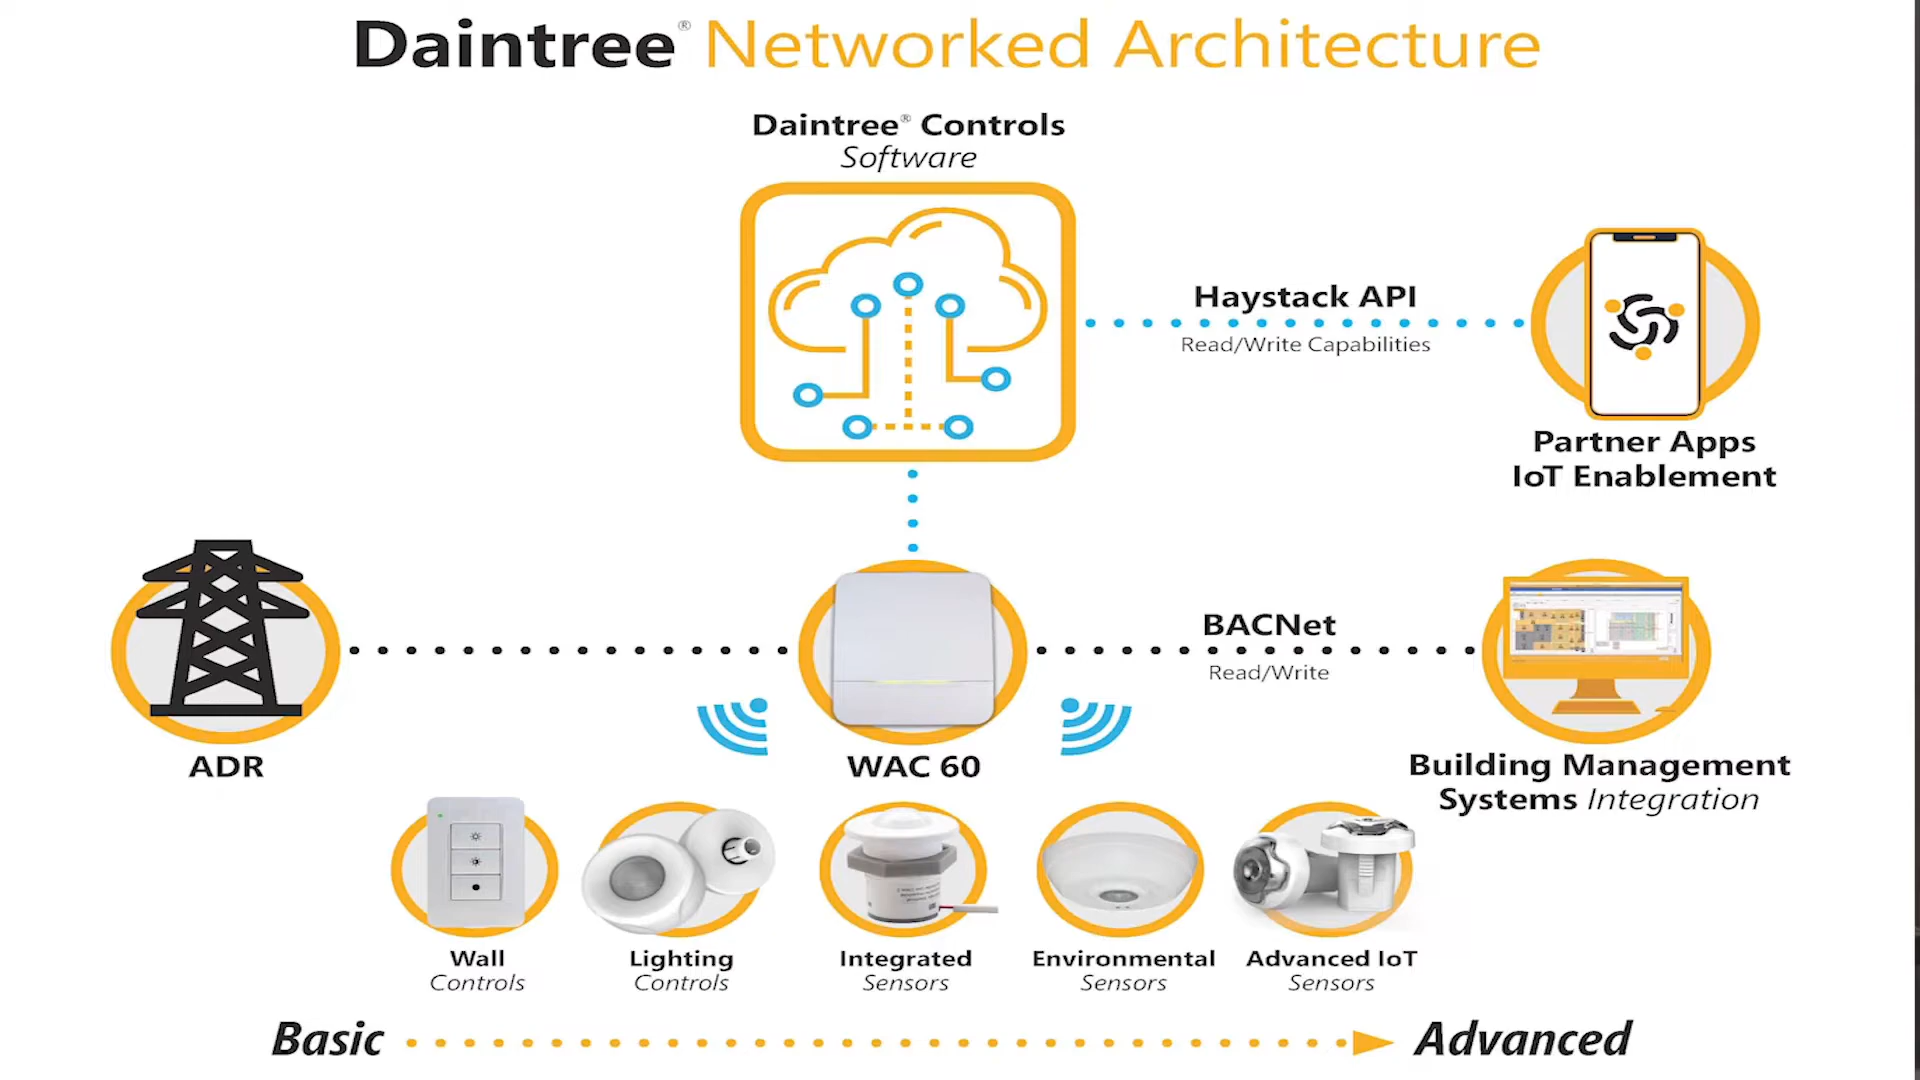 Daintree® Networked Architecture
Daintree® Controls
Software
Haystack API
Read/Write Capabilities
Partner Apps
IoT Enablement
BACNet
Read/Write
ADR
WAC 60
Building Management
Systems Integration
Wall
Controls
Lighting
Controls
Integrated
Sensors
Environmental
Sensors
Advanced IoT
Sensors
Basic
Advanced